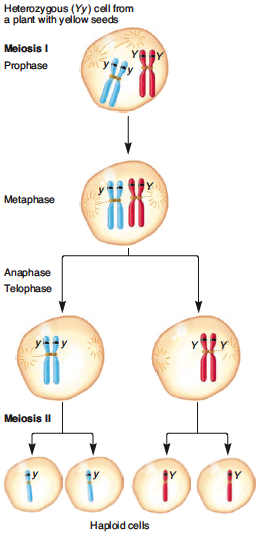 Heterozygous (Yy) cell from
a plant with yellow seeds
Meiosis I
Prophase
y y Y Y
Metaphase
y Y
Anaphase
Telophase
y y Y Y
Meiosis II
y y Y Y
Haploid cells